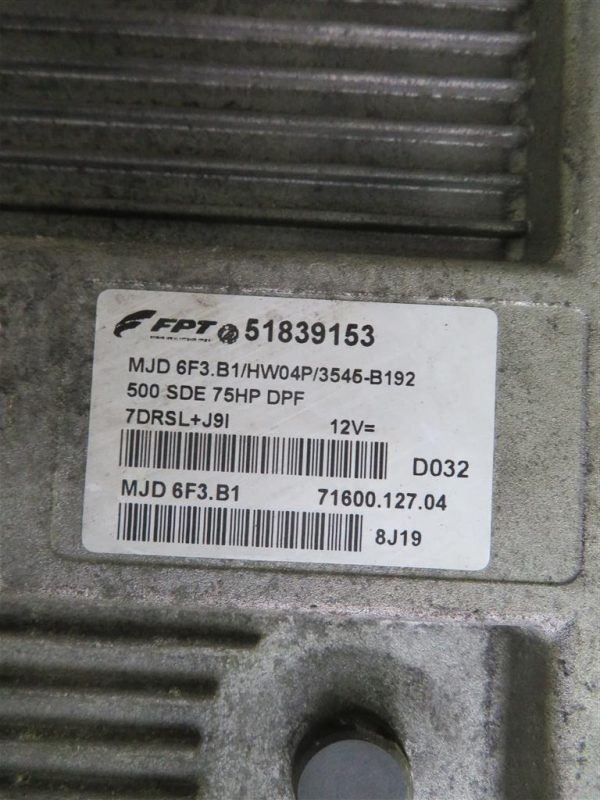 FPT 51839153
MJD 6F3.B1/HW04P/3545-B192
500 SDE 75HP DPF
7DRSL+J9I 12V=
D032
MJD 6F3.B1 71600.127.04
8J19